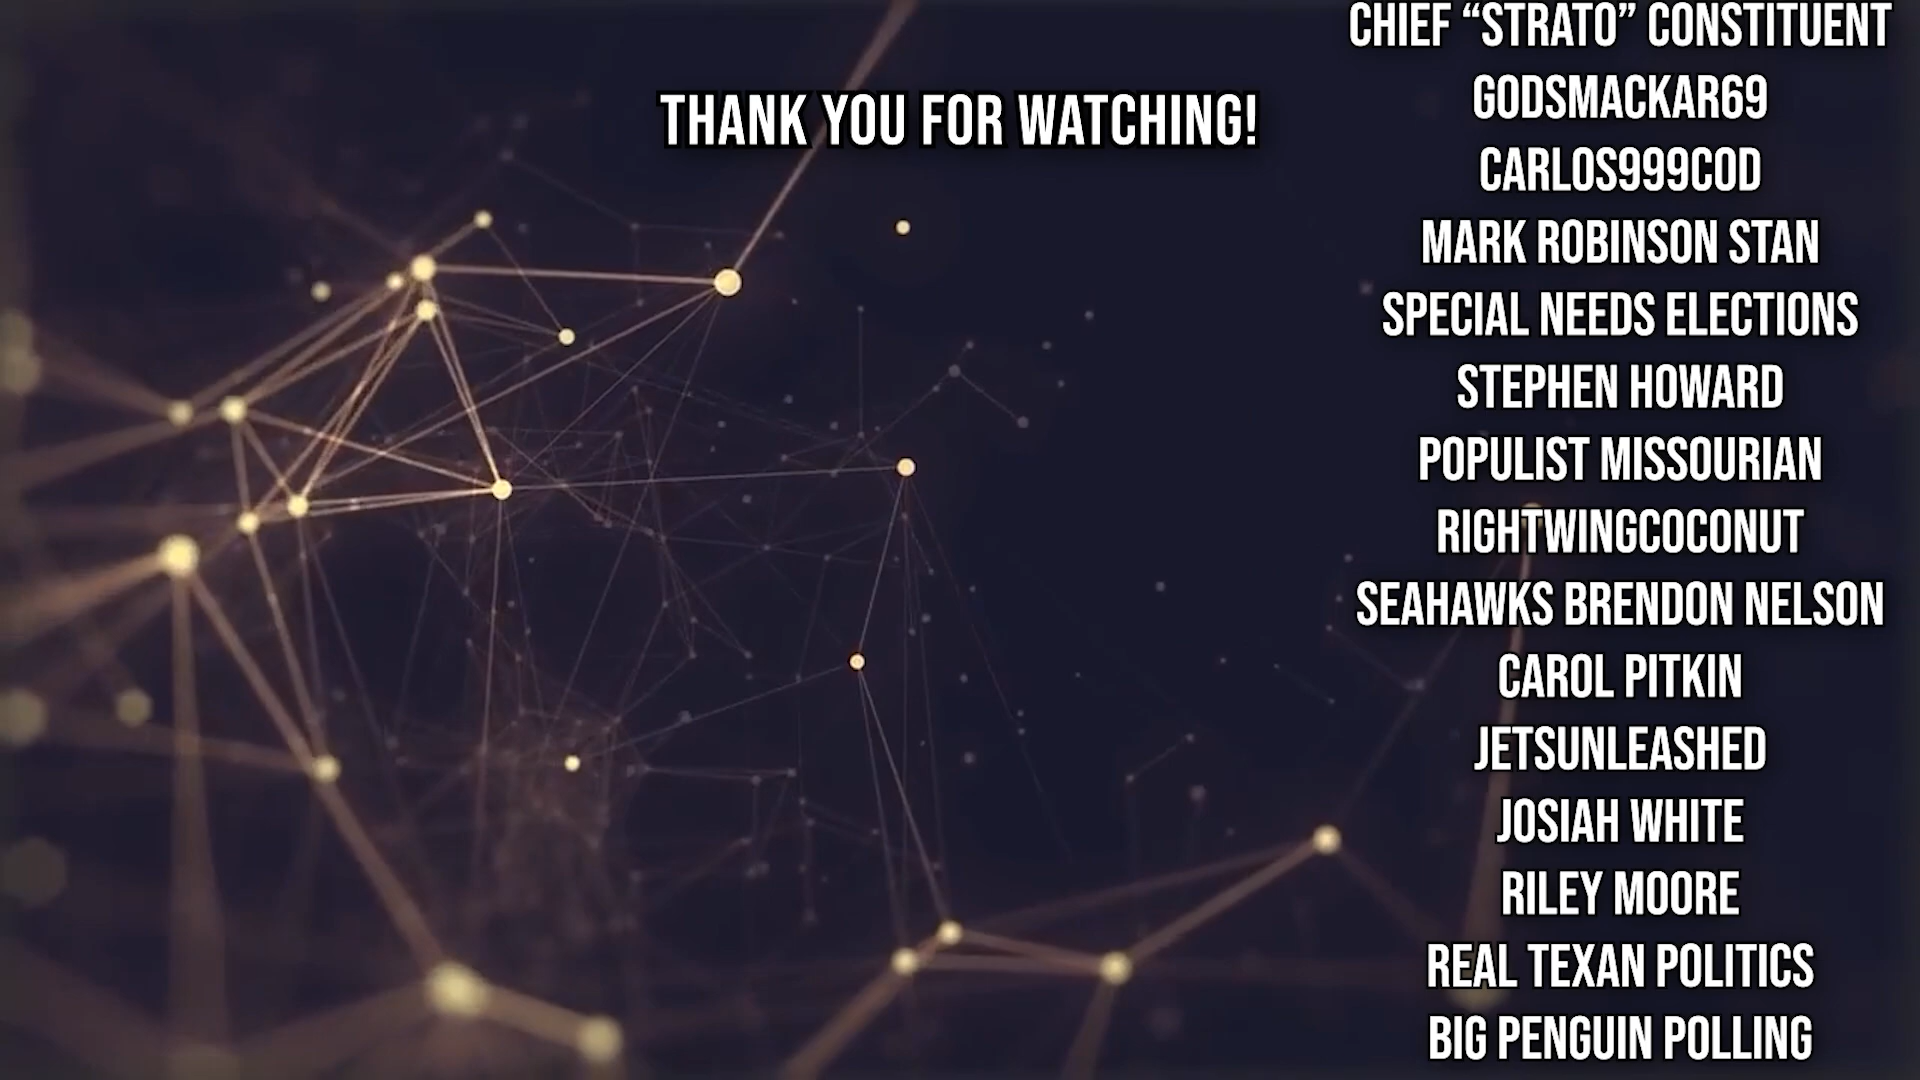 THANK YOU FOR WATCHING!
CHIEF “STRATO” CONSTITUENT
GODSMACKAR69
CARLOS999COD
MARK ROBINSON STAN
SPECIAL NEEDS ELECTIONS
STEPHEN HOWARD
POPULIST MISSOURIAN
RIGHTWINGCOCONUT
SEAHAWKS BRENDON NELSON
CAROL PITKIN
JETSUNLEASHED
JOSIAH WHITE
RILEY MOORE
REAL TEXAN POLITICS
BIG PENGUIN POLLING